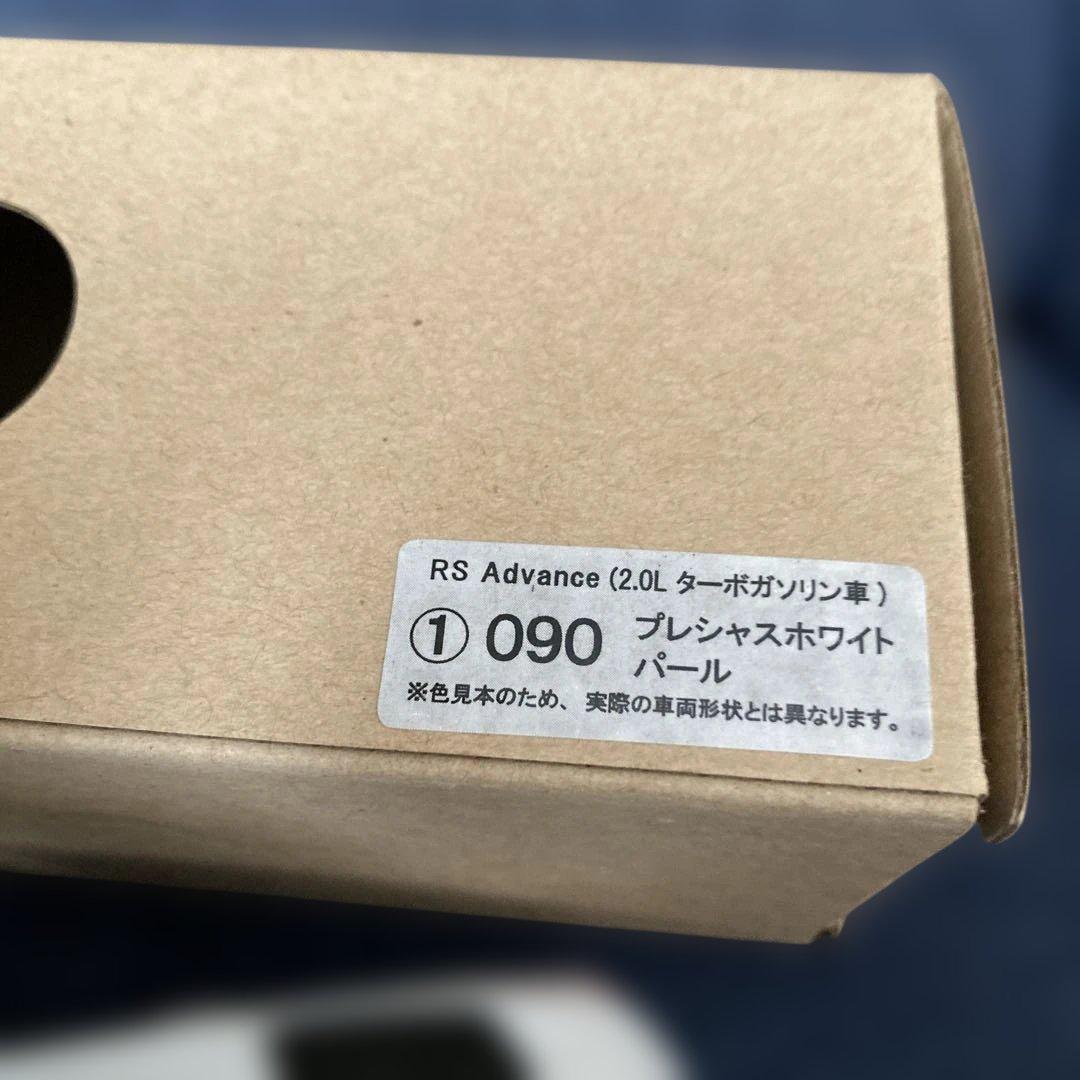 RS Advance (2.0L ターボガソリン車)
① 090 プレシャスホワイト
パール
※色見本のため、実際の車両形状とは異なります。